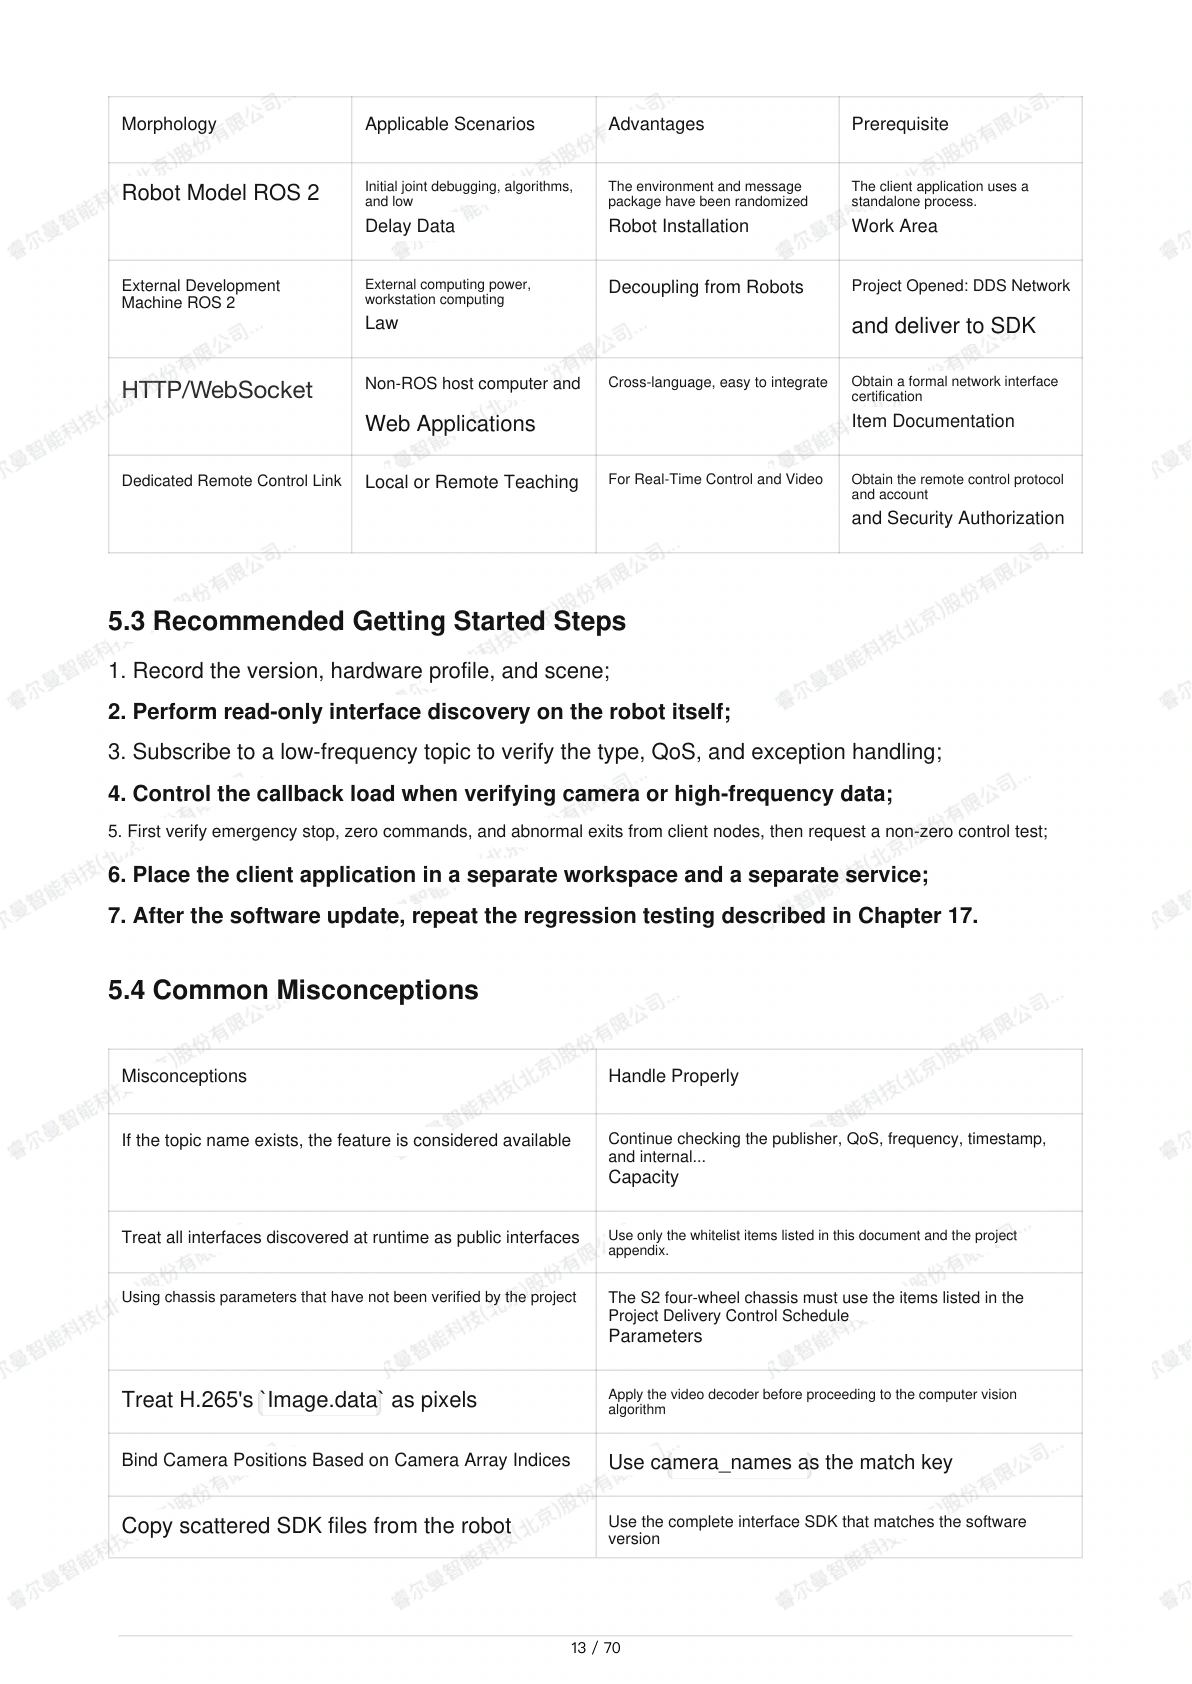 Morphology
Applicable Scenarios
Advantages
Prerequisite
Robot Model ROS 2
Initial joint debugging, algorithms,
and low
Delay Data
The environment and message
package have been randomized
Robot Installation
The client application uses a
standalone process.
Work Area
External Development
Machine ROS 2
External computing power,
workstation computing
Law
Decoupling from Robots
Project Opened: DDS Network
and deliver to SDK
HTTP/WebSocket
Non-ROS host computer and
Web Applications
Cross-language, easy to integrate
Obtain a formal network interface
certification
Item Documentation
Dedicated Remote Control Link
Local or Remote Teaching
For Real-Time Control and Video
Obtain the remote control protocol
and account
and Security Authorization
5.3 Recommended Getting Started Steps
1. Record the version, hardware profile, and scene;
2. Perform read-only interface discovery on the robot itself;
3. Subscribe to a low-frequency topic to verify the type, QoS, and exception handling;
4. Control the callback load when verifying camera or high-frequency data;
5. First verify emergency stop, zero commands, and abnormal exits from client nodes, then request a non-zero control test;
6. Place the client application in a separate workspace and a separate service;
7. After the software update, repeat the regression testing described in Chapter 17.
5.4 Common Misconceptions
Misconceptions
Handle Properly
If the topic name exists, the feature is considered available
Continue checking the publisher, QoS, frequency, timestamp,
and internal...
Capacity
Treat all interfaces discovered at runtime as public interfaces
Use only the whitelist items listed in this document and the project
appendix.
Using chassis parameters that have not been verified by the project
The S2 four-wheel chassis must use the items listed in the
Project Delivery Control Schedule
Parameters
Treat H.265's `Image.data` as pixels
Apply the video decoder before proceeding to the computer vision
algorithm
Bind Camera Positions Based on Camera Array Indices
Use camera_names as the match key
Copy scattered SDK files from the robot
Use the complete interface SDK that matches the software
version
13 / 70
睿尔曼智能科技(北京)股份有限公司...